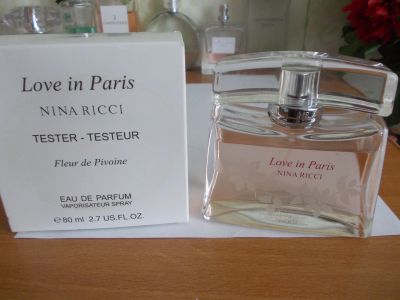 Love in Paris
NINA RICCI
TESTER - TESTEUR
Fleur de Pivoine
EAU DE PARFUM
VAPORISATEUR SPRAY
℮ 80 ml 2.7 US.FL.OZ.
Love in Paris
NINA RICCI